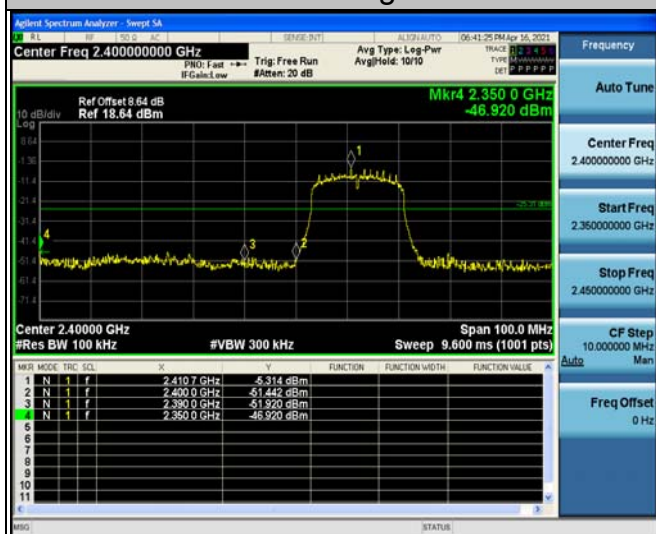 Agilent Spectrum Analyzer - Swept SA
RL RF 50 Ω AC SENSE:INT ALIGN AUTO 06:41:25 PM Apr 16, 2021
Center Freq 2.400000000 GHz
PNO: Fast Trig: Free Run Avg Type: Log-Pwr TRACE 1 2 3 4 5 6
IFGain:Low #Atten: 20 dB Avg|Hold: 10/10 TYPE M
DET P P P P P P
Frequency
Auto Tune
Center Freq
2.400000000 GHz
Start Freq
2.350000000 GHz
Stop Freq
2.450000000 GHz
CF Step
10.000000 MHz
Auto Man
Freq Offset
0 Hz
Mkr4 2.350 0 GHz
-46.920 dBm
Ref Offset 8.64 dB
10 dB/div Ref 18.64 dBm
Log
8.64
-1.36
-11.4
-21.4
-31.4
-41.4
-51.4
-61.4
-71.4
1
2
3
4
Center 2.40000 GHz Span 100.0 MHz
#Res BW 100 kHz #VBW 300 kHz Sweep 9.600 ms (1001 pts)
MKR MODE TRC SCL X Y FUNCTION FUNCTION WIDTH FUNCTION VALUE
1 N 1 f 2.410 7 GHz -5.314 dBm
2 N 1 f 2.400 0 GHz -51.442 dBm
3 N 1 f 2.390 0 GHz -51.920 dBm
4 N 1 f 2.350 0 GHz -46.920 dBm
5
6
7
8
9
10
11
MSG STATUS